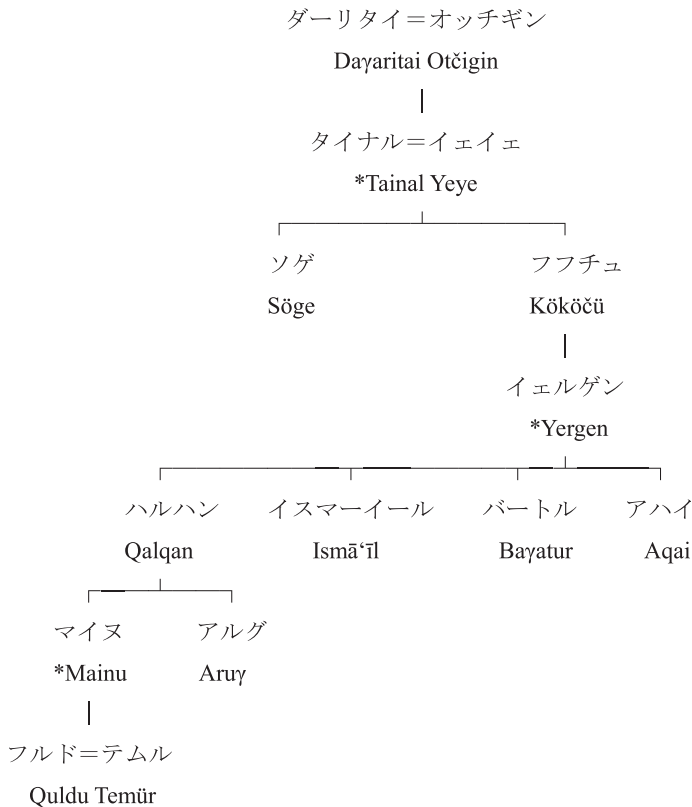 ダーリタイ＝オッチギン
Daγaritai Otčigin
タイナル＝イェイェ
*Tainal Yeye
ソゲ
Söge
フフチュ
Kököčü
イェルゲン
*Yergen
ハルハン
Qalqan
イスマーイール
Ismā‘īl
バートル
Baγatur
アハイ
Aqai
マイヌ
*Mainu
アルグ
Aruγ
フルド＝テムル
Quldu Temür